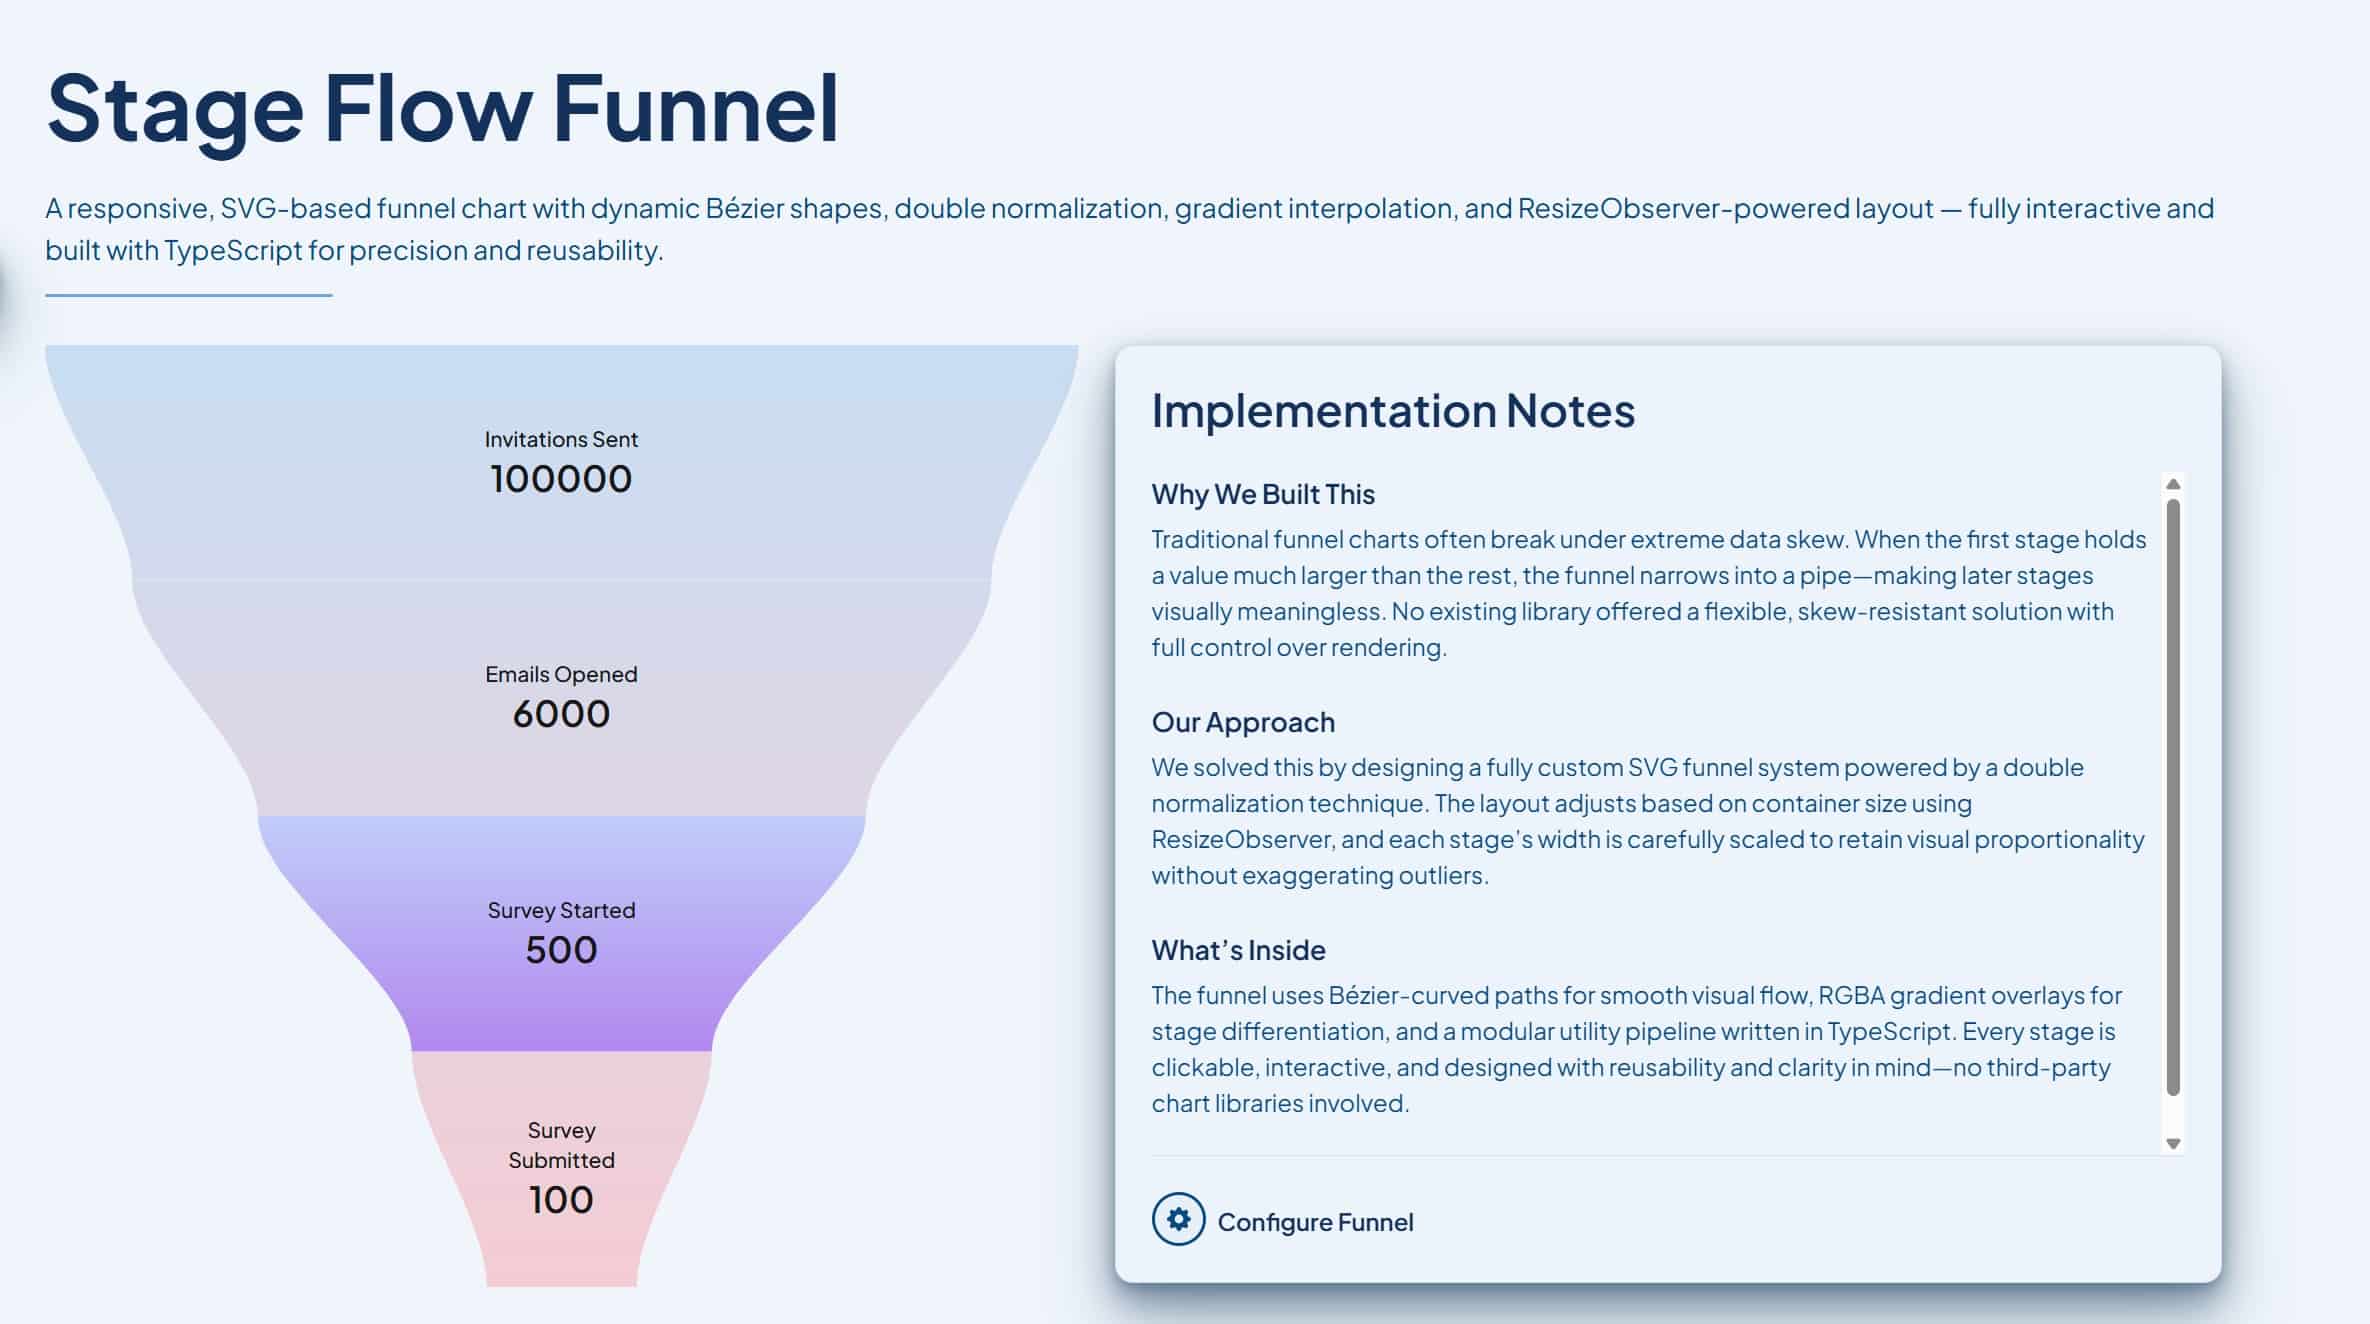 Stage Flow Funnel
A responsive, SVG-based funnel chart with dynamic Bézier shapes, double normalization, gradient interpolation, and ResizeObserver-powered layout — fully interactive and
built with TypeScript for precision and reusability.
Invitations Sent
100000
Emails Opened
6000
Survey Started
500
Survey
Submitted
100
Implementation Notes
Why We Built This
Traditional funnel charts often break under extreme data skew. When the first stage holds
a value much larger than the rest, the funnel narrows into a pipe—making later stages
visually meaningless. No existing library offered a flexible, skew-resistant solution with
full control over rendering.
Our Approach
We solved this by designing a fully custom SVG funnel system powered by a double
normalization technique. The layout adjusts based on container size using
ResizeObserver, and each stage’s width is carefully scaled to retain visual proportionality
without exaggerating outliers.
What’s Inside
The funnel uses Bézier-curved paths for smooth visual flow, RGBA gradient overlays for
stage differentiation, and a modular utility pipeline written in TypeScript. Every stage is
clickable, interactive, and designed with reusability and clarity in mind—no third-party
chart libraries involved.
Configure Funnel